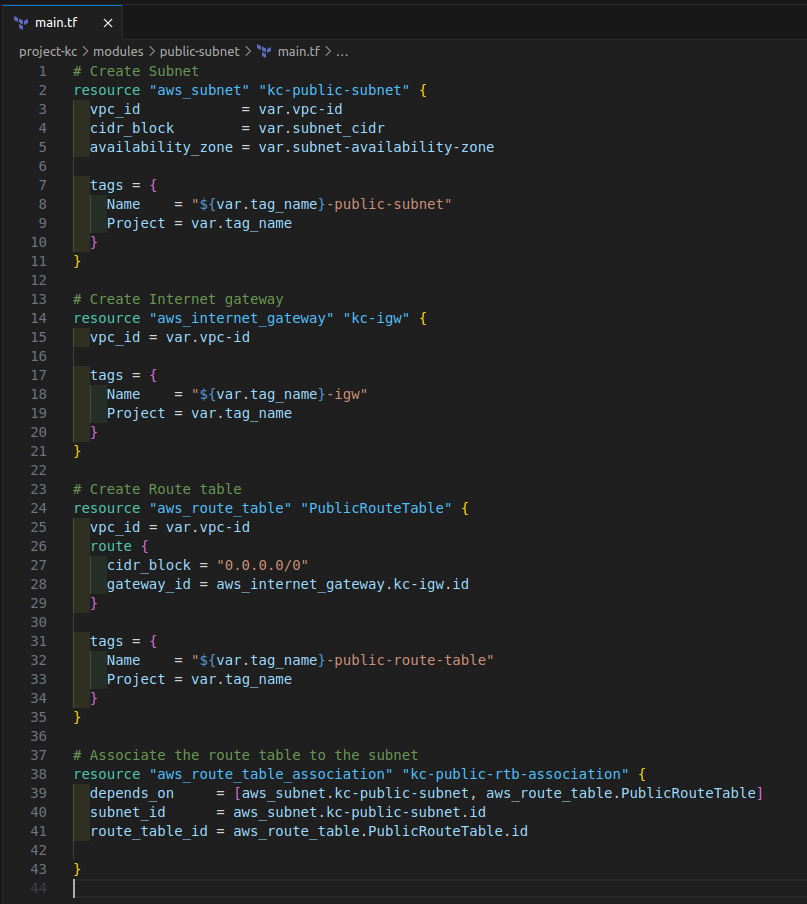 main.tf ×
project-kc > modules > public-subnet > main.tf > ...
1 # Create Subnet
2 resource "aws_subnet" "kc-public-subnet" {
3   vpc_id            = var.vpc-id
4   cidr_block        = var.subnet_cidr
5   availability_zone = var.subnet-availability-zone
6
7   tags = {
8     Name    = "${var.tag_name}-public-subnet"
9     Project = var.tag_name
10   }
11 }
12
13 # Create Internet gateway
14 resource "aws_internet_gateway" "kc-igw" {
15   vpc_id = var.vpc-id
16
17   tags = {
18     Name    = "${var.tag_name}-igw"
19     Project = var.tag_name
20   }
21 }
22
23 # Create Route table
24 resource "aws_route_table" "PublicRouteTable" {
25   vpc_id = var.vpc-id
26   route {
27     cidr_block = "0.0.0.0/0"
28     gateway_id = aws_internet_gateway.kc-igw.id
29   }
30
31   tags = {
32     Name    = "${var.tag_name}-public-route-table"
33     Project = var.tag_name
34   }
35 }
36
37 # Associate the route table to the subnet
38 resource "aws_route_table_association" "kc-public-rtb-association" {
39   depends_on     = [aws_subnet.kc-public-subnet, aws_route_table.PublicRouteTable]
40   subnet_id      = aws_subnet.kc-public-subnet.id
41   route_table_id = aws_route_table.PublicRouteTable.id
42
43 }
44